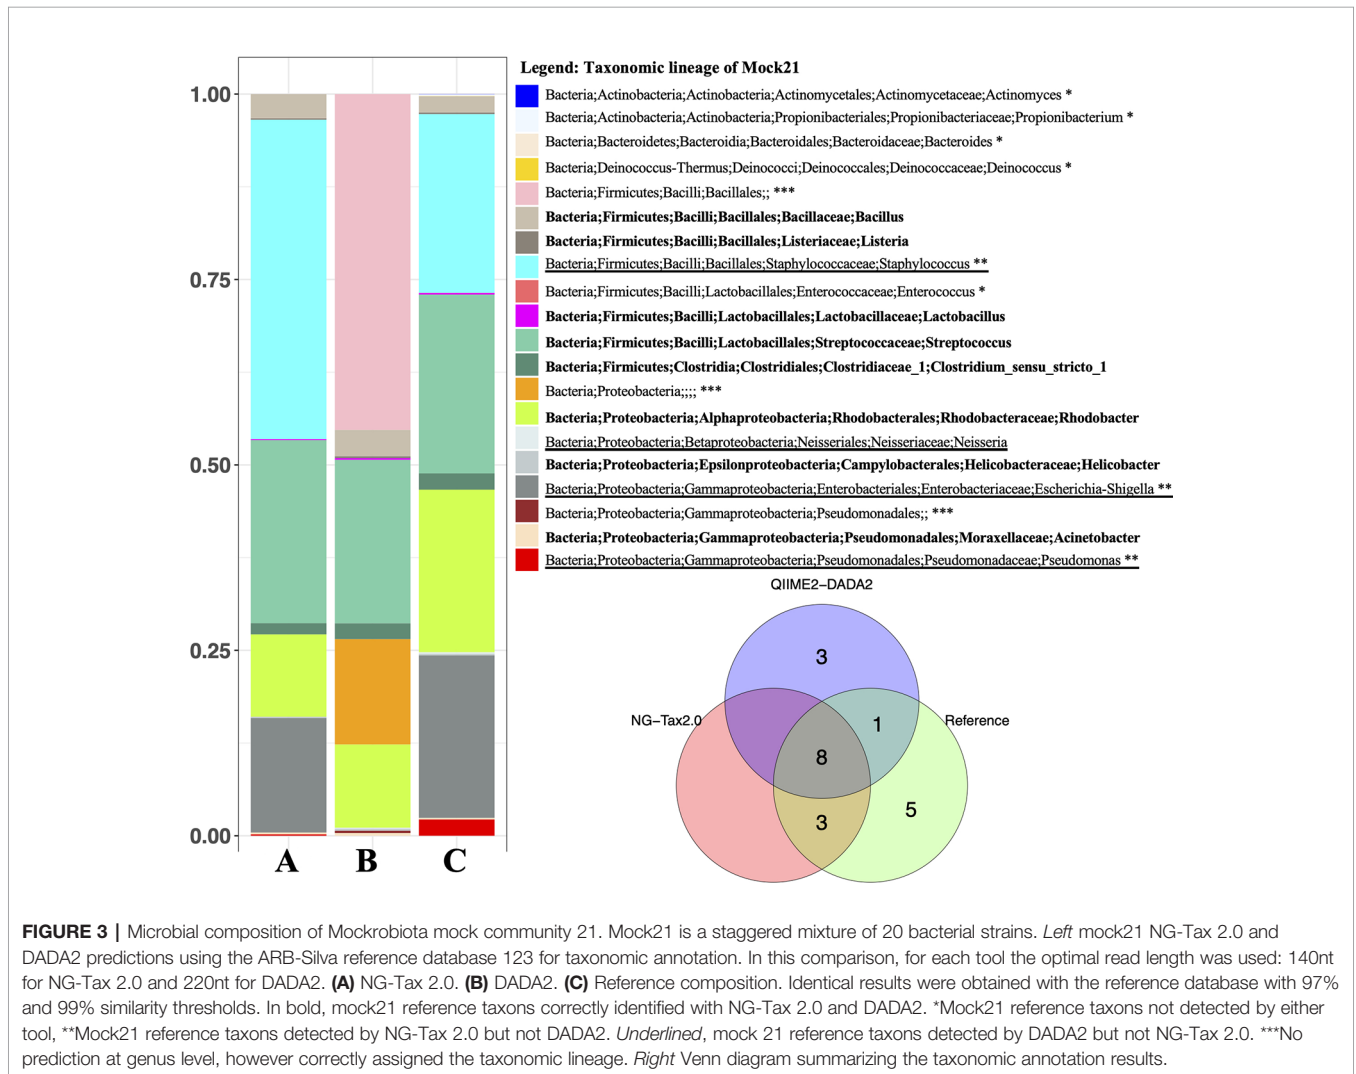 Legend: Taxonomic lineage of Mock21
Bacteria;Actinobacteria;Actinobacteria;Actinomycetales;Actinomycetaceae;Actinomyces *
Bacteria;Actinobacteria;Actinobacteria;Propionibacteriales;Propionibacteriaceae;Propionibacterium *
Bacteria;Bacteroidetes;Bacteroidia;Bacteroidales;Bacteroidaceae;Bacteroides *
Bacteria;Deinococcus-Thermus;Deinococci;Deinococcales;Deinococcaceae;Deinococcus *
Bacteria;Firmicutes;Bacilli;Bacillales;; ***
Bacteria;Firmicutes;Bacilli;Bacillales;Bacillaceae;Bacillus
Bacteria;Firmicutes;Bacilli;Bacillales;Listeriaceae;Listeria
Bacteria;Firmicutes;Bacilli;Bacillales;Staphylococcaceae;Staphylococcus **
Bacteria;Firmicutes;Bacilli;Lactobacillales;Enterococcaceae;Enterococcus *
Bacteria;Firmicutes;Bacilli;Lactobacillales;Lactobacillaceae;Lactobacillus
Bacteria;Firmicutes;Bacilli;Lactobacillales;Streptococcaceae;Streptococcus
Bacteria;Firmicutes;Clostridia;Clostridiales;Clostridiaceae_1;Clostridium_sensu_stricto_1
Bacteria;Proteobacteria;;;; ***
Bacteria;Proteobacteria;Alphaproteobacteria;Rhodobacterales;Rhodobacteraceae;Rhodobacter
Bacteria;Proteobacteria;Betaproteobacteria;Neisseriales;Neisseriaceae;Neisseria
Bacteria;Proteobacteria;Epsilonproteobacteria;Campylobacterales;Helicobacteraceae;Helicobacter
Bacteria;Proteobacteria;Gammaproteobacteria;Enterobacteriales;Enterobacteriaceae;Escherichia-Shigella **
Bacteria;Proteobacteria;Gammaproteobacteria;Pseudomonadales;; ***
Bacteria;Proteobacteria;Gammaproteobacteria;Pseudomonadales;Moraxellaceae;Acinetobacter
Bacteria;Proteobacteria;Gammaproteobacteria;Pseudomonadales;Pseudomonadaceae;Pseudomonas **
1.00
0.75
0.50
0.25
0.00
A B C
QIIME2-DADA2
3
NG-Tax2.0
1
Reference
8
5
3
FIGURE 3 | Microbial composition of Mockrobiota mock community 21. Mock21 is a staggered mixture of 20 bacterial strains. Left mock21 NG-Tax 2.0 and
DADA2 predictions using the ARB-Silva reference database 123 for taxonomic annotation. In this comparison, for each tool the optimal read length was used: 140nt
for NG-Tax 2.0 and 220nt for DADA2. (A) NG-Tax 2.0. (B) DADA2. (C) Reference composition. Identical results were obtained with the reference database with 97%
and 99% similarity thresholds. In bold, mock21 reference taxons correctly identified with NG-Tax 2.0 and DADA2. *Mock21 reference taxons not detected by either
tool, **Mock21 reference taxons detected by NG-Tax 2.0 but not DADA2. Underlined, mock 21 reference taxons detected by DADA2 but not NG-Tax 2.0. ***No
prediction at genus level, however correctly assigned the taxonomic lineage. Right Venn diagram summarizing the taxonomic annotation results.